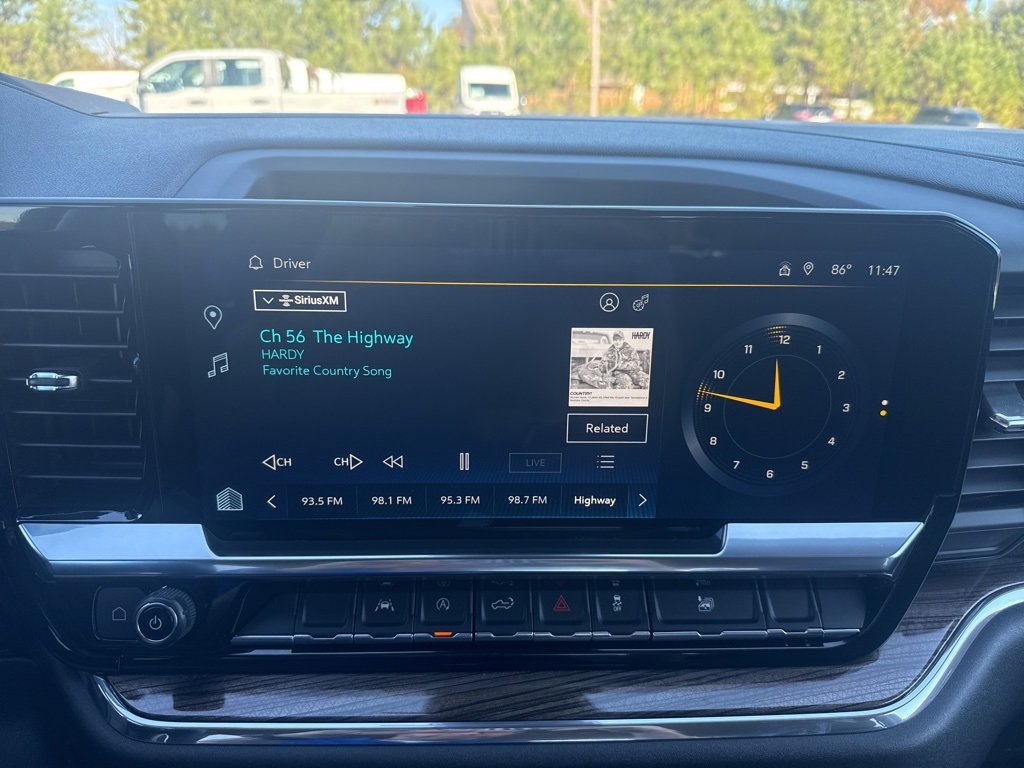 Driver
86° 11:47
SiriusXM
Ch 56 The Highway
HARDY
Favorite Country Song
HARDY
COUNTRY!
Related
12
1
2
3
4
5
6
7
8
9
10
11
CH
CH
LIVE
93.5 FM 98.1 FM 95.3 FM 98.7 FM Highway
A